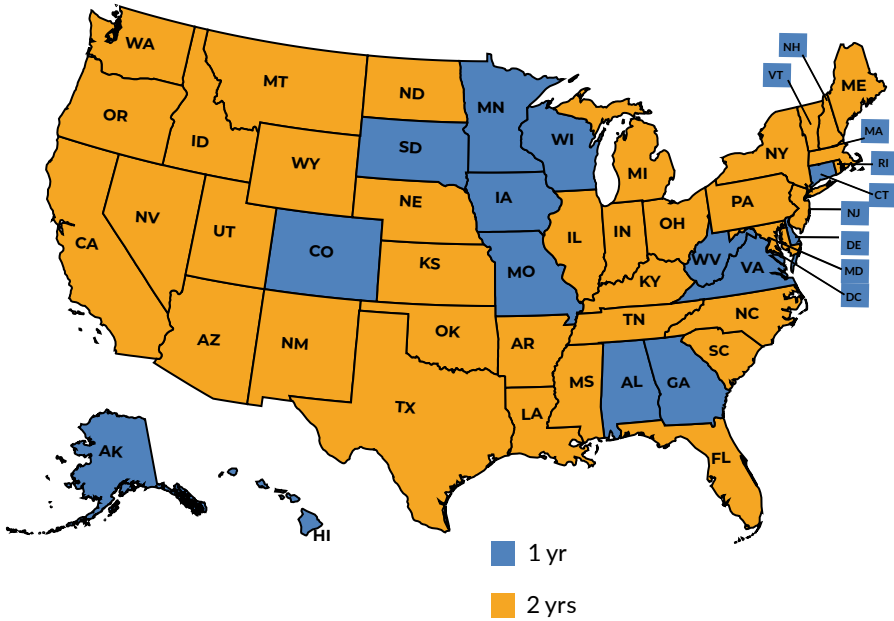 WA
MT
ND
MN
OR
ID
SD
WI
WY
MI
NH
VT
ME
MA
RI
CT
NY
NJ
DE
MD
DC
NE
IA
PA
NV
UT
CO
IL
IN
OH
CA
KS
MO
WV
VA
KY
AZ
NM
OK
AR
TN
NC
SC
TX
LA
MS
AL
GA
FL
AK
HI
1 yr
2 yrs